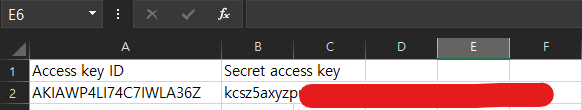 E6
fx
A B C D E F
1 Access key ID Secret access key
2 AKIAWP4LI74C7IWLA36Z kcsz5axyzp